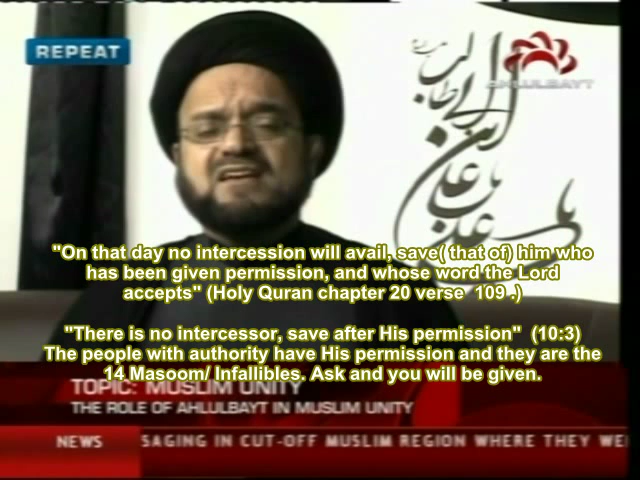 REPEAT
AHLULBAYT
"On that day no intercession will avail, save( that of) him who
has been given permission, and whose word the Lord
accepts" (Holy Quran chapter 20 verse  109 .)
"There is no intercessor, save after His permission"  (10:3)
The people with authority have His permission and they are the
14 Masoom/ Infallibles. Ask and you will be given.
TOPIC: MUSLIM UNITY
THE ROLE OF AHLULBAYT IN MUSLIM UNITY
NEWS SAGING IN CUT-OFF MUSLIM REGION WHERE THEY WE